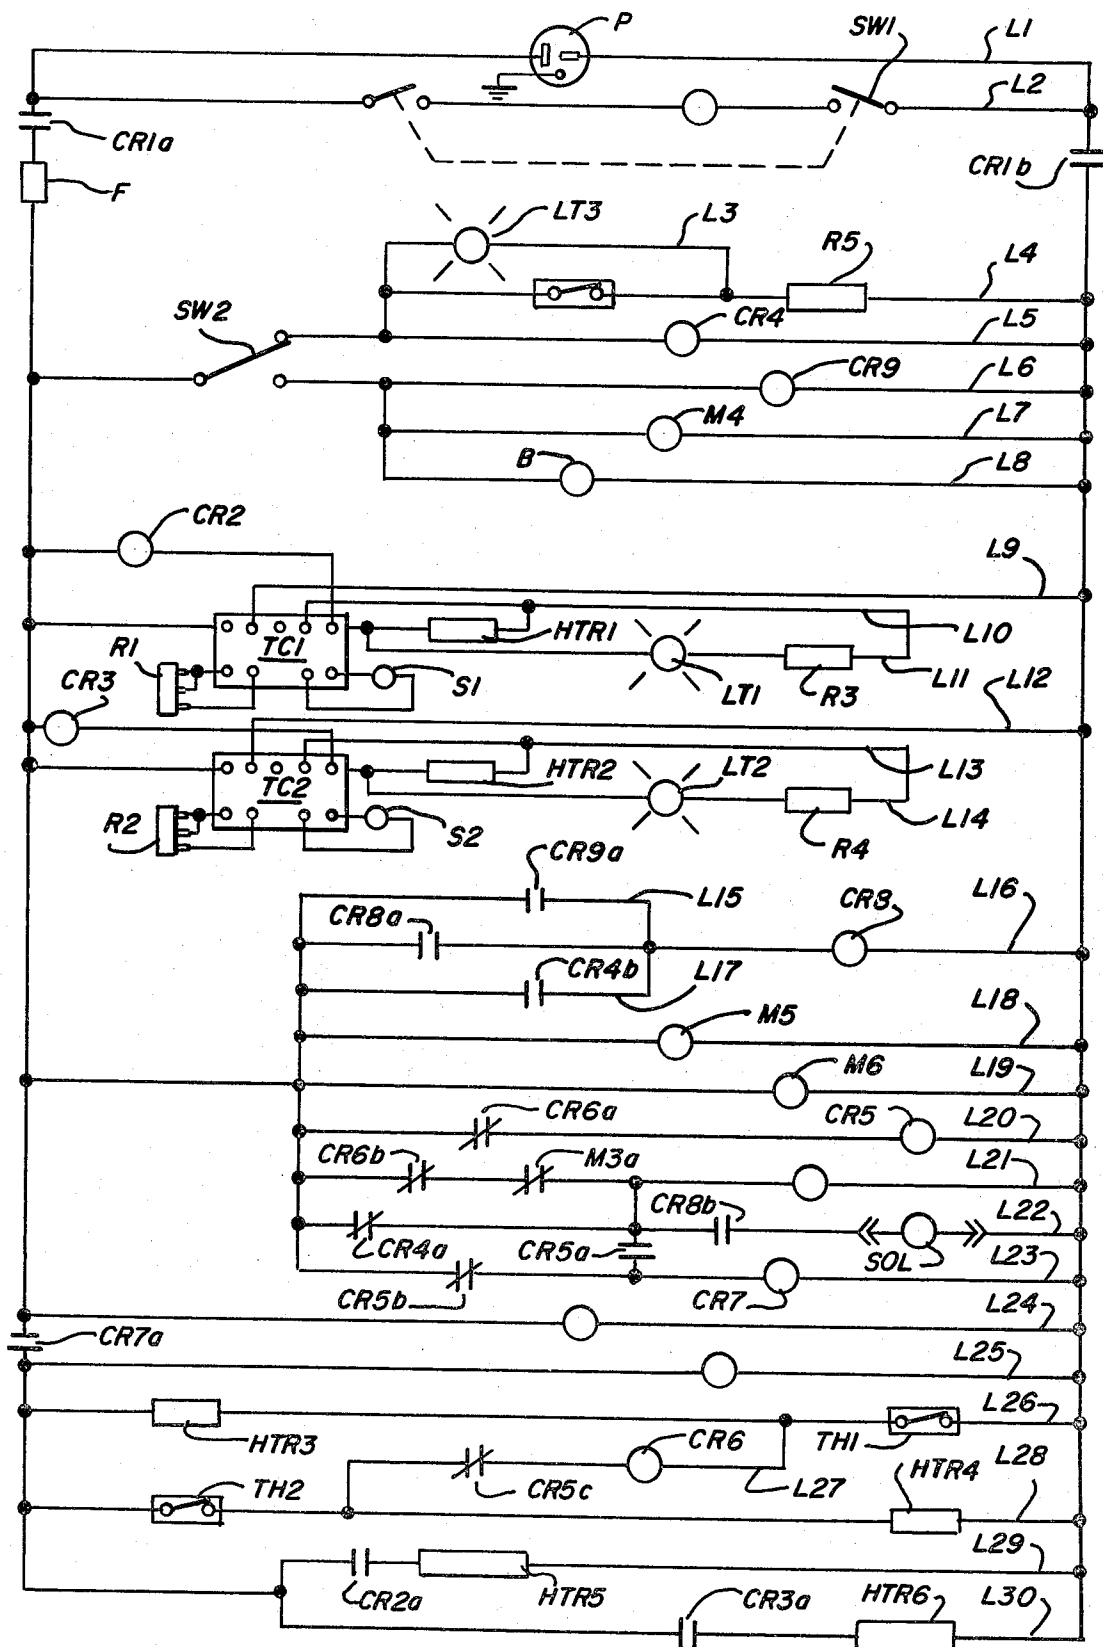 P
SW1
L1
L2
CR1a
CR1b
F
LT3
L3
R5
L4
SW2
CR4
L5
CR9
L6
M4
L7
B
L8
CR2
L9
TC1
HTR1
L10
R1
S1
LT1
R3
L11
L12
CR3
TC2
HTR2
LT2
L13
R2
S2
R4
L14
CR9a
L15
CR8
L16
CR8a
CR4b
L17
M5
L18
M6
L19
CR6a
CR5
L20
CR6b
M3a
L21
CR8b
L22
CR4a
CR5a
SOL
L23
CR5b
CR7
L24
CR7a
L25
L26
HTR3
CR6
TH1
L28
TH2
CR5c
L27
HTR4
L29
CR2a
HTR5
CR3a
HTR6
L30